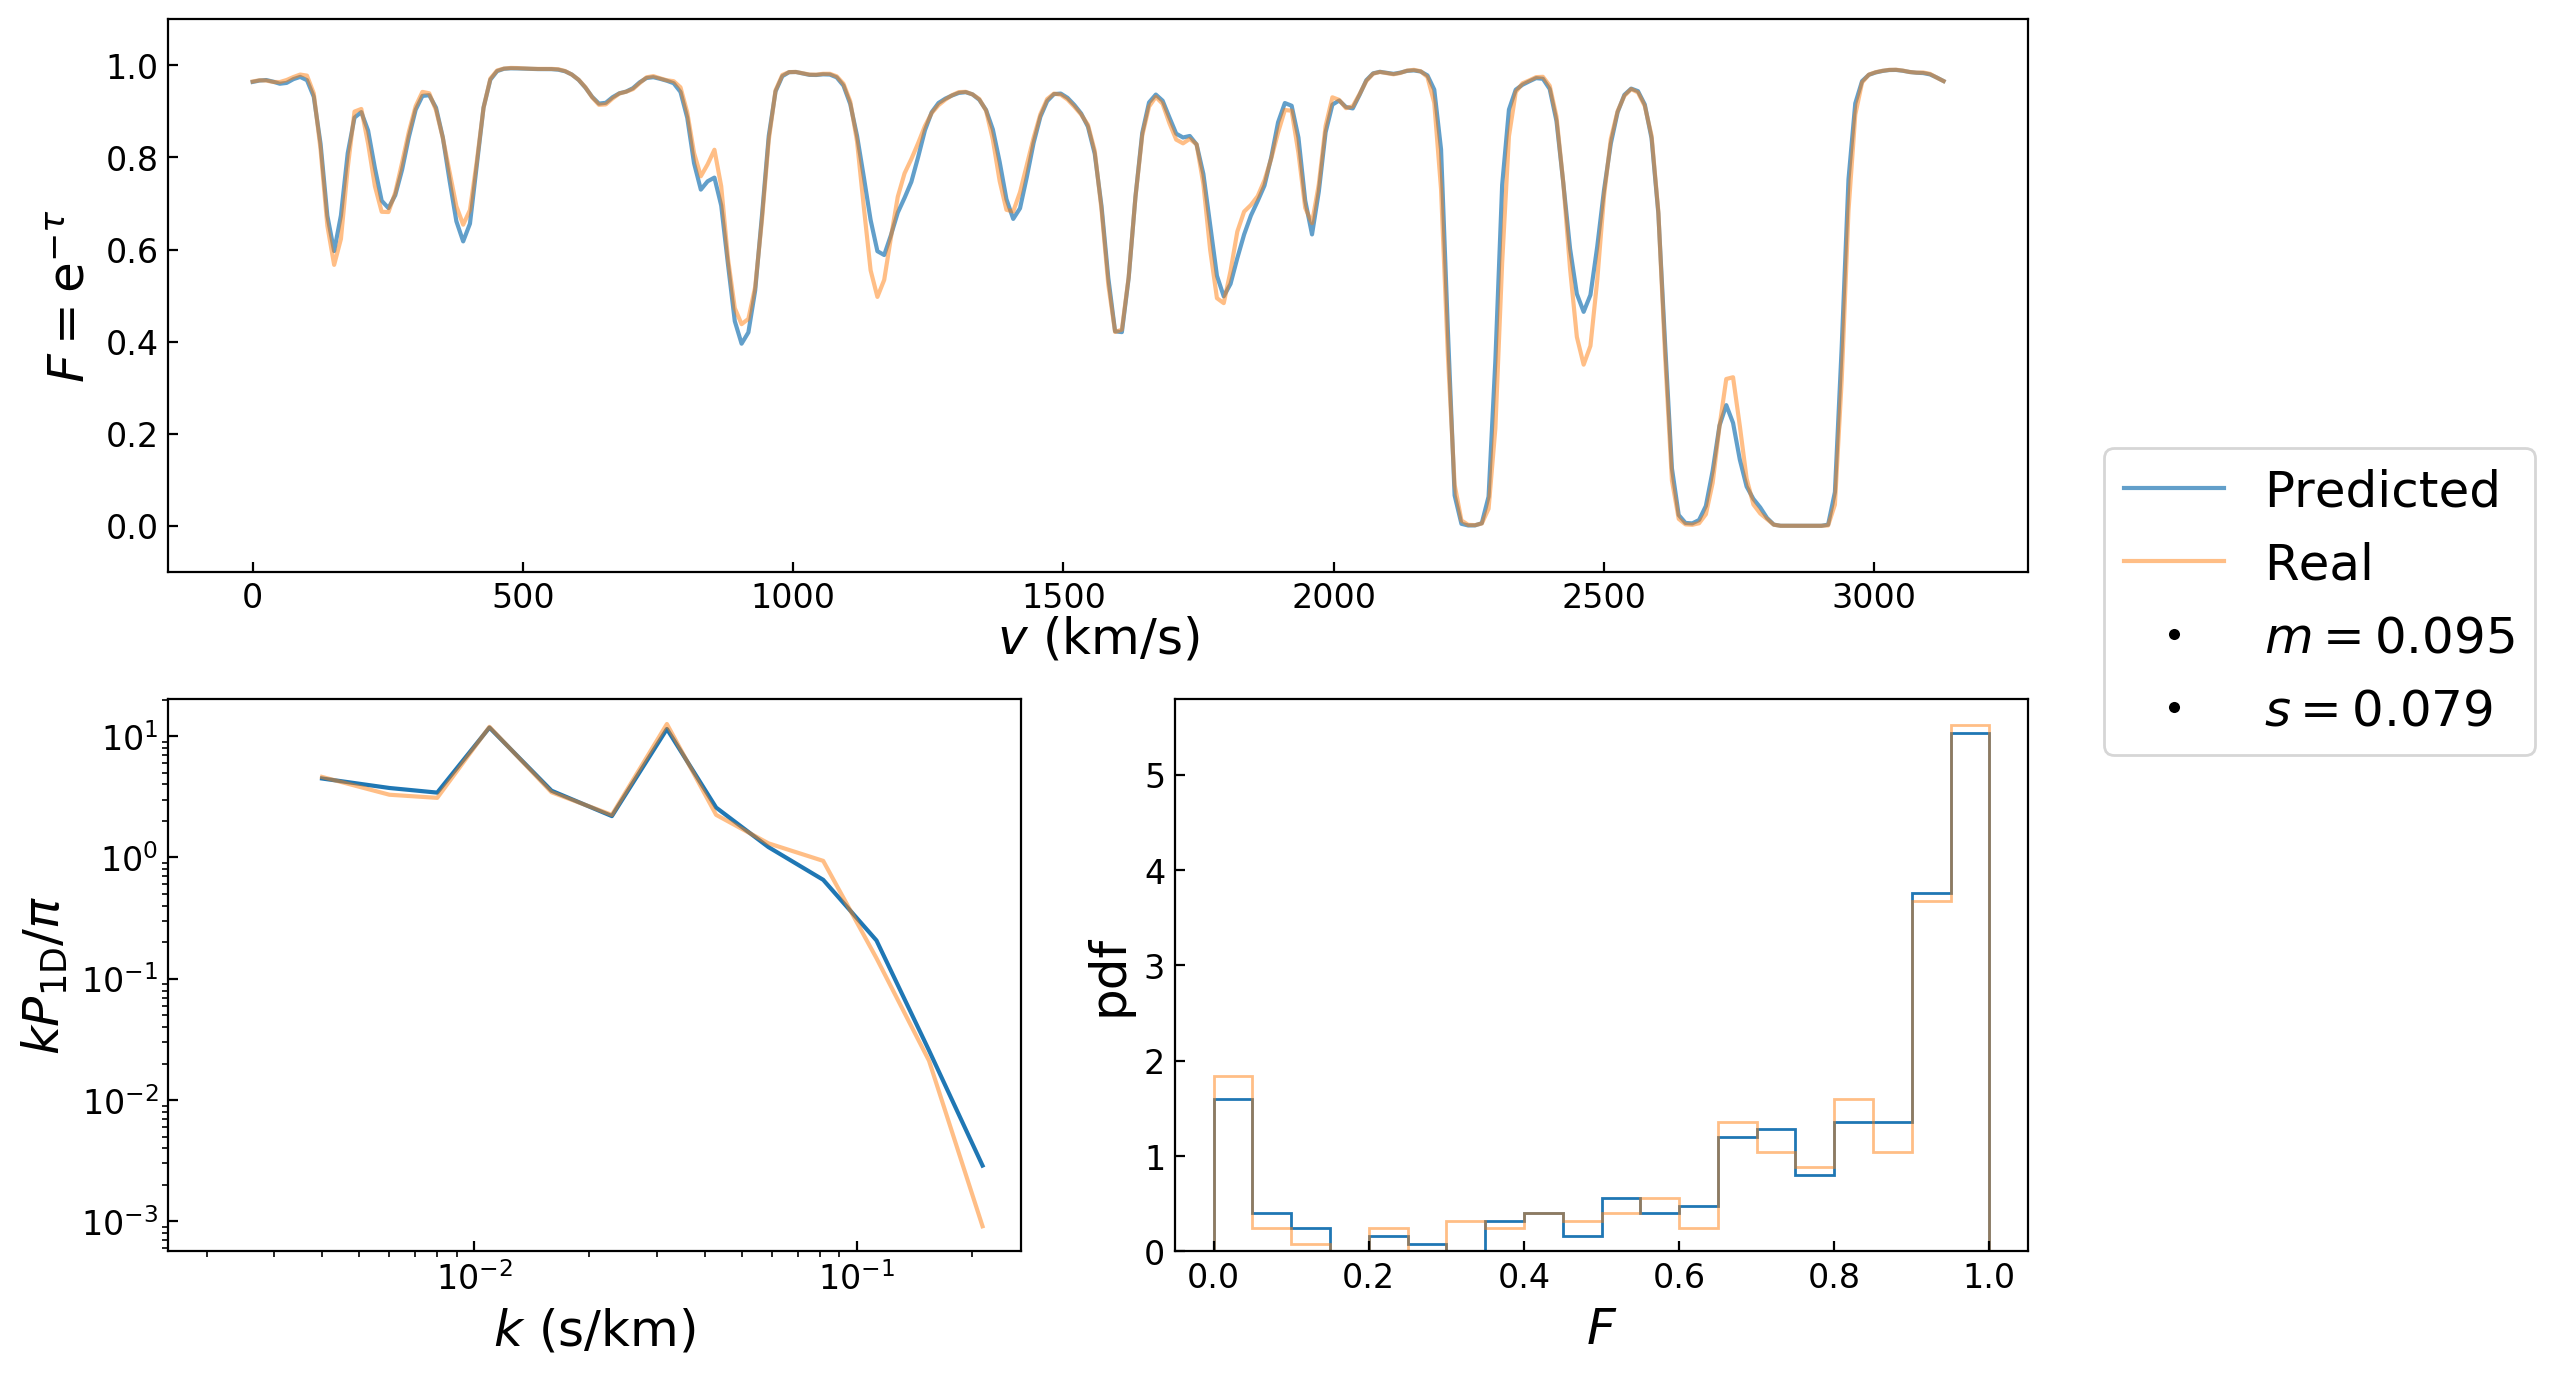 1.0
0.8
0.6
0.4
0.2
0.0
F = e^{−τ}
0 500 1000 1500 2000 2500 3000
v (km/s)
Predicted
Real
m = 0.095
s = 0.079
10^1
10^0
10^{−1}
10^{−2}
10^{−3}
kP_{1D}/π
10^{−2} 10^{−1}
k (s/km)
5
4
3
2
1
0
pdf
0.0 0.2 0.4 0.6 0.8 1.0
F